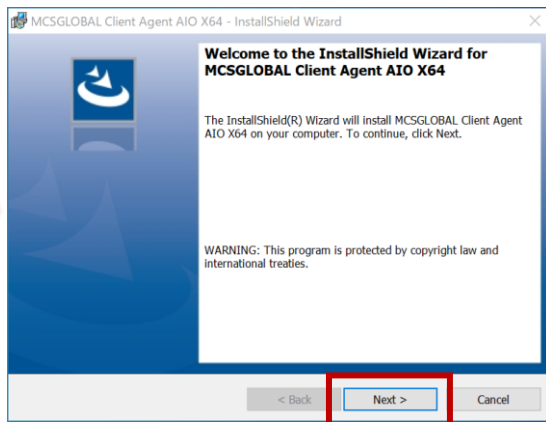 MCSGLOBAL Client Agent AIO X64 - InstallShield Wizard
Welcome to the InstallShield Wizard for
MCSGLOBAL Client Agent AIO X64
The InstallShield(R) Wizard will install MCSGLOBAL Client Agent
AIO X64 on your computer. To continue, click Next.
WARNING: This program is protected by copyright law and
international treaties.
< Back
Next >
Cancel